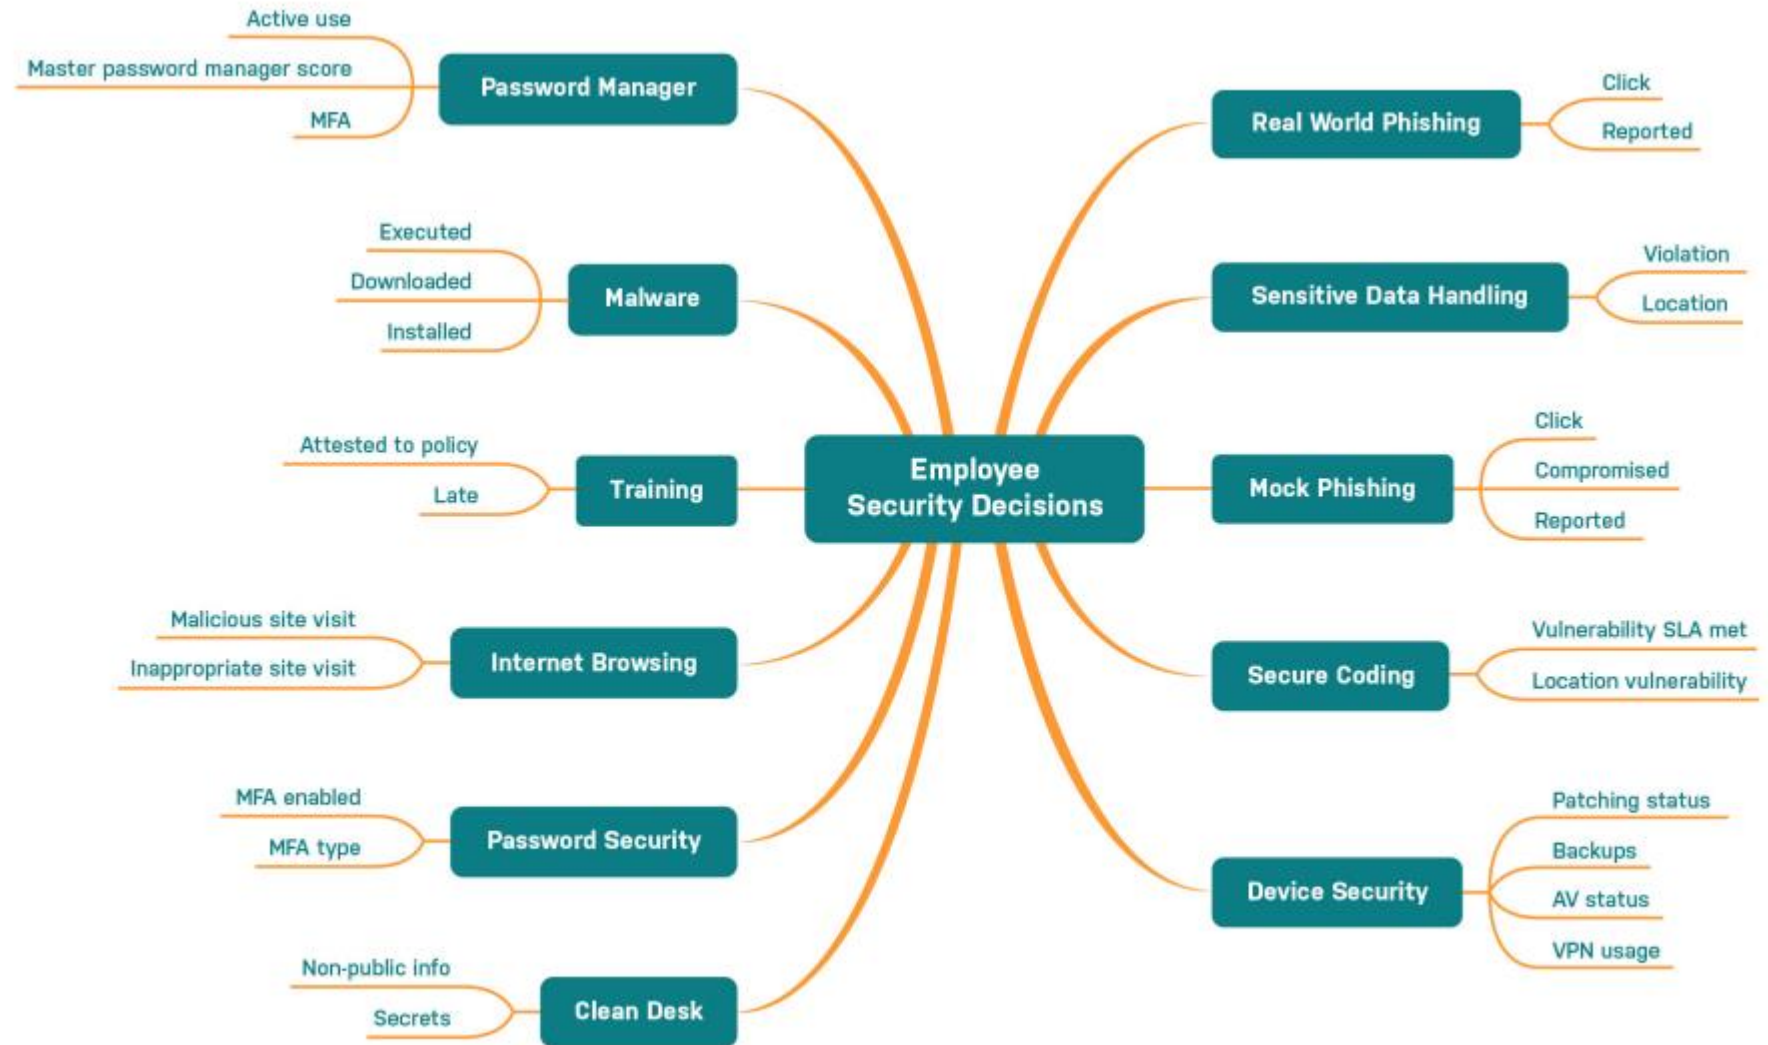 Active use
Master password manager score
MFA
Password Manager
Executed
Downloaded
Installed
Malware
Attested to policy
Late
Training
Malicious site visit
Inappropriate site visit
Internet Browsing
MFA enabled
MFA type
Password Security
Non-public info
Secrets
Clean Desk
Employee
Security Decisions
Real World Phishing
Click
Reported
Sensitive Data Handling
Violation
Location
Mock Phishing
Click
Compromised
Reported
Secure Coding
Vulnerability SLA met
Location vulnerability
Device Security
Patching status
Backups
AV status
VPN usage